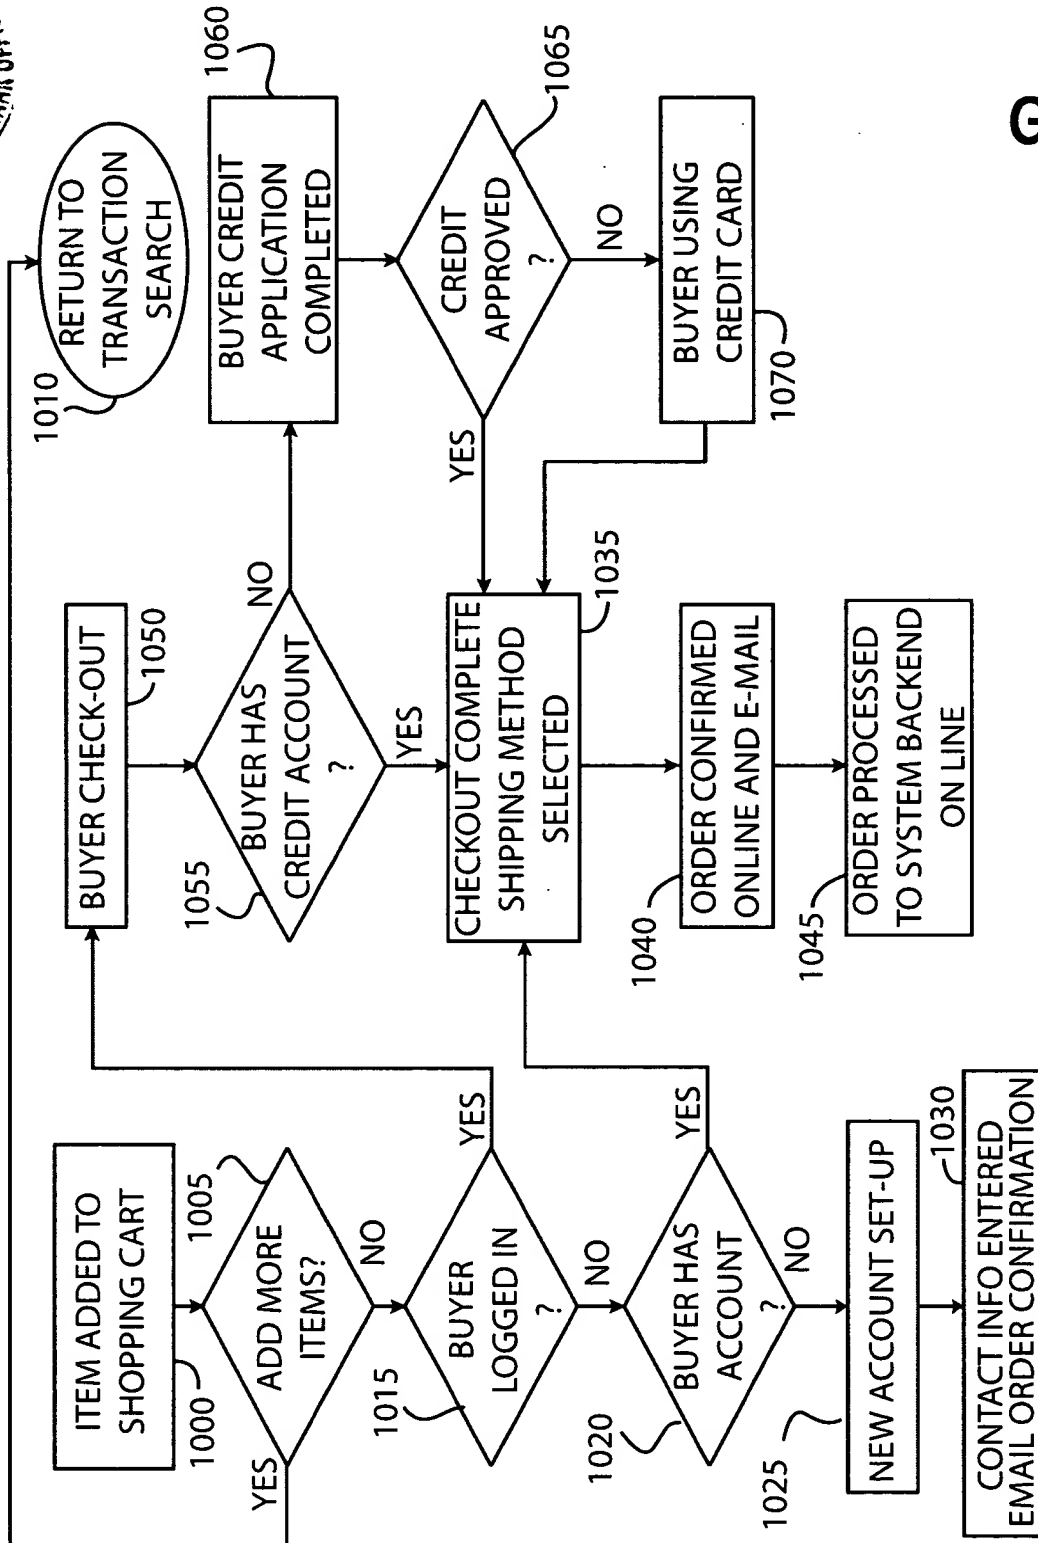 ITEM ADDED TO
SHOPPING CART
1000
1005
ADD MORE
ITEMS?
YES
NO
1015
BUYER
LOGGED IN
?
YES
NO
1020
BUYER HAS
ACCOUNT
?
YES
NO
1025
NEW ACCOUNT SET-UP
1030
CONTACT INFO ENTERED
EMAIL ORDER CONFIRMATION
BUYER CHECK-OUT
1050
1055
BUYER HAS
CREDIT ACCOUNT
?
NO
YES
CHECKOUT COMPLETE
SHIPPING METHOD
SELECTED
1035
1040
ORDER CONFIRMED
ONLINE AND E-MAIL
1045
ORDER PROCESSED
TO SYSTEM BACKEND
ON LINE
1010
RETURN TO
TRANSACTION
SEARCH
1060
BUYER CREDIT
APPLICATION
COMPLETED
1065
CREDIT
APPROVED
?
YES
NO
BUYER USING
CREDIT CARD
1070
G